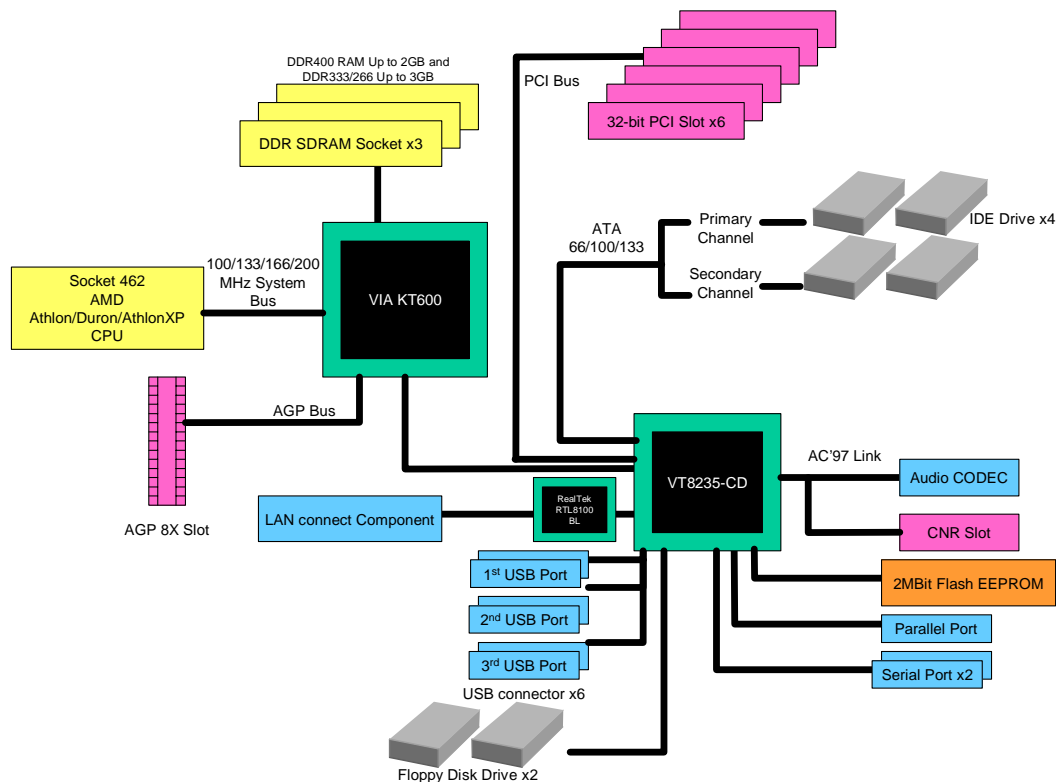 DDR400 RAM Up to 2GB and
DDR333/266 Up to 3GB
DDR SDRAM Socket x3
PCI Bus
32-bit PCI Slot x6
ATA
66/100/133
Primary
Channel
Secondary
Channel
IDE Drive x4
100/133/166/200
MHz System
Bus
Socket 462
AMD
Athlon/Duron/AthlonXP
CPU
VIA KT600
AGP Bus
AGP 8X Slot
VT8235-CD
AC'97 Link
Audio CODEC
CNR Slot
RealTek
RTL8100
BL
LAN connect Component
1st USB Port
2nd USB Port
3rd USB Port
USB connector x6
2MBit Flash EEPROM
Parallel Port
Serial Port x2
Floppy Disk Drive x2